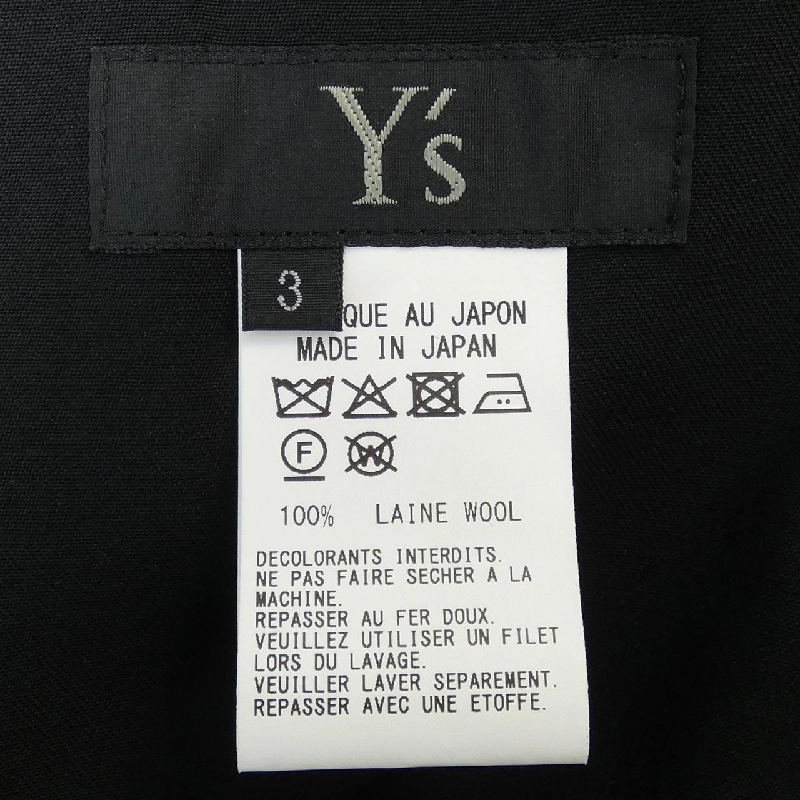 Y's
3
QUE AU JAPON
MADE IN JAPAN
F
W
100% LAINE WOOL
DECOLORANTS INTERDITS.
NE PAS FAIRE SECHER A LA
MACHINE.
REPASSER AU FER DOUX.
VEUILLEZ UTILISER UN FILET
LORS DU LAVAGE.
VEUILLER LAVER SEPAREMENT.
REPASSER AVEC UNE ETOFFE.